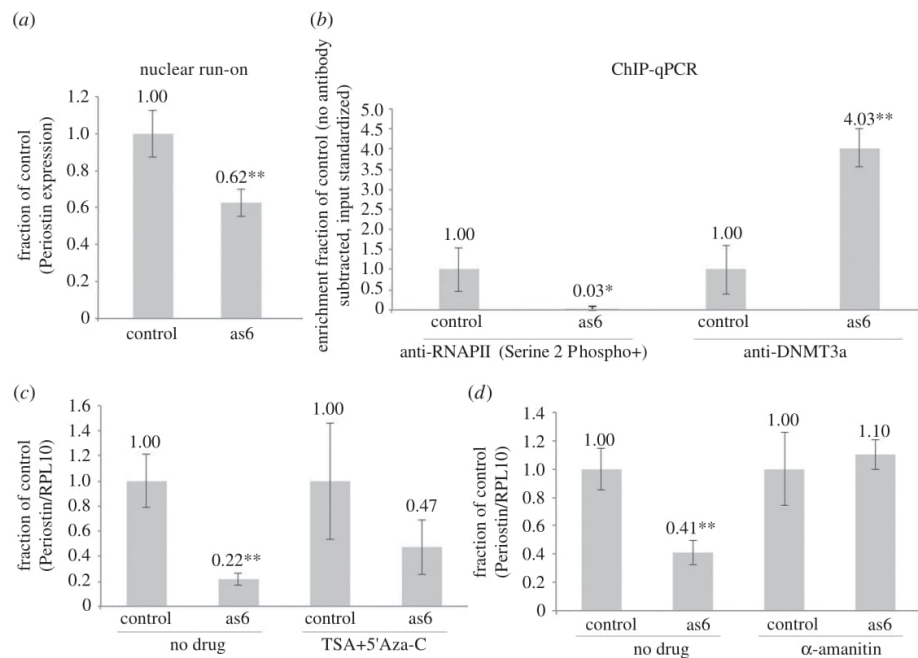 (a)
nuclear run-on
fraction of control
(Periostin expression)
1.2
1.0
0.8
0.6
0.4
0.2
0
1.00
0.62**
control as6
(b)
ChIP-qPCR
enrichment fraction of control (no antibody
subtracted, input standardized)
5.0
4.5
4.0
3.5
3.0
2.5
2.0
1.5
1.0
0.5
0
1.00
0.03*
1.00
4.03**
control as6 control as6
anti-RNAPII (Serine 2 Phospho+) anti-DNMT3a
(c)
fraction of control
(Periostin/RPL10)
1.6
1.4
1.2
1.0
0.8
0.6
0.4
0.2
0
1.00
0.22**
1.00
0.47
control as6 control as6
no drug TSA+5'Aza-C
(d)
fraction of control
(Periostin/RPL10)
1.4
1.2
1.0
0.8
0.6
0.4
0.2
0
1.00
0.41**
1.00
1.10
control as6 control as6
no drug α-amanitin